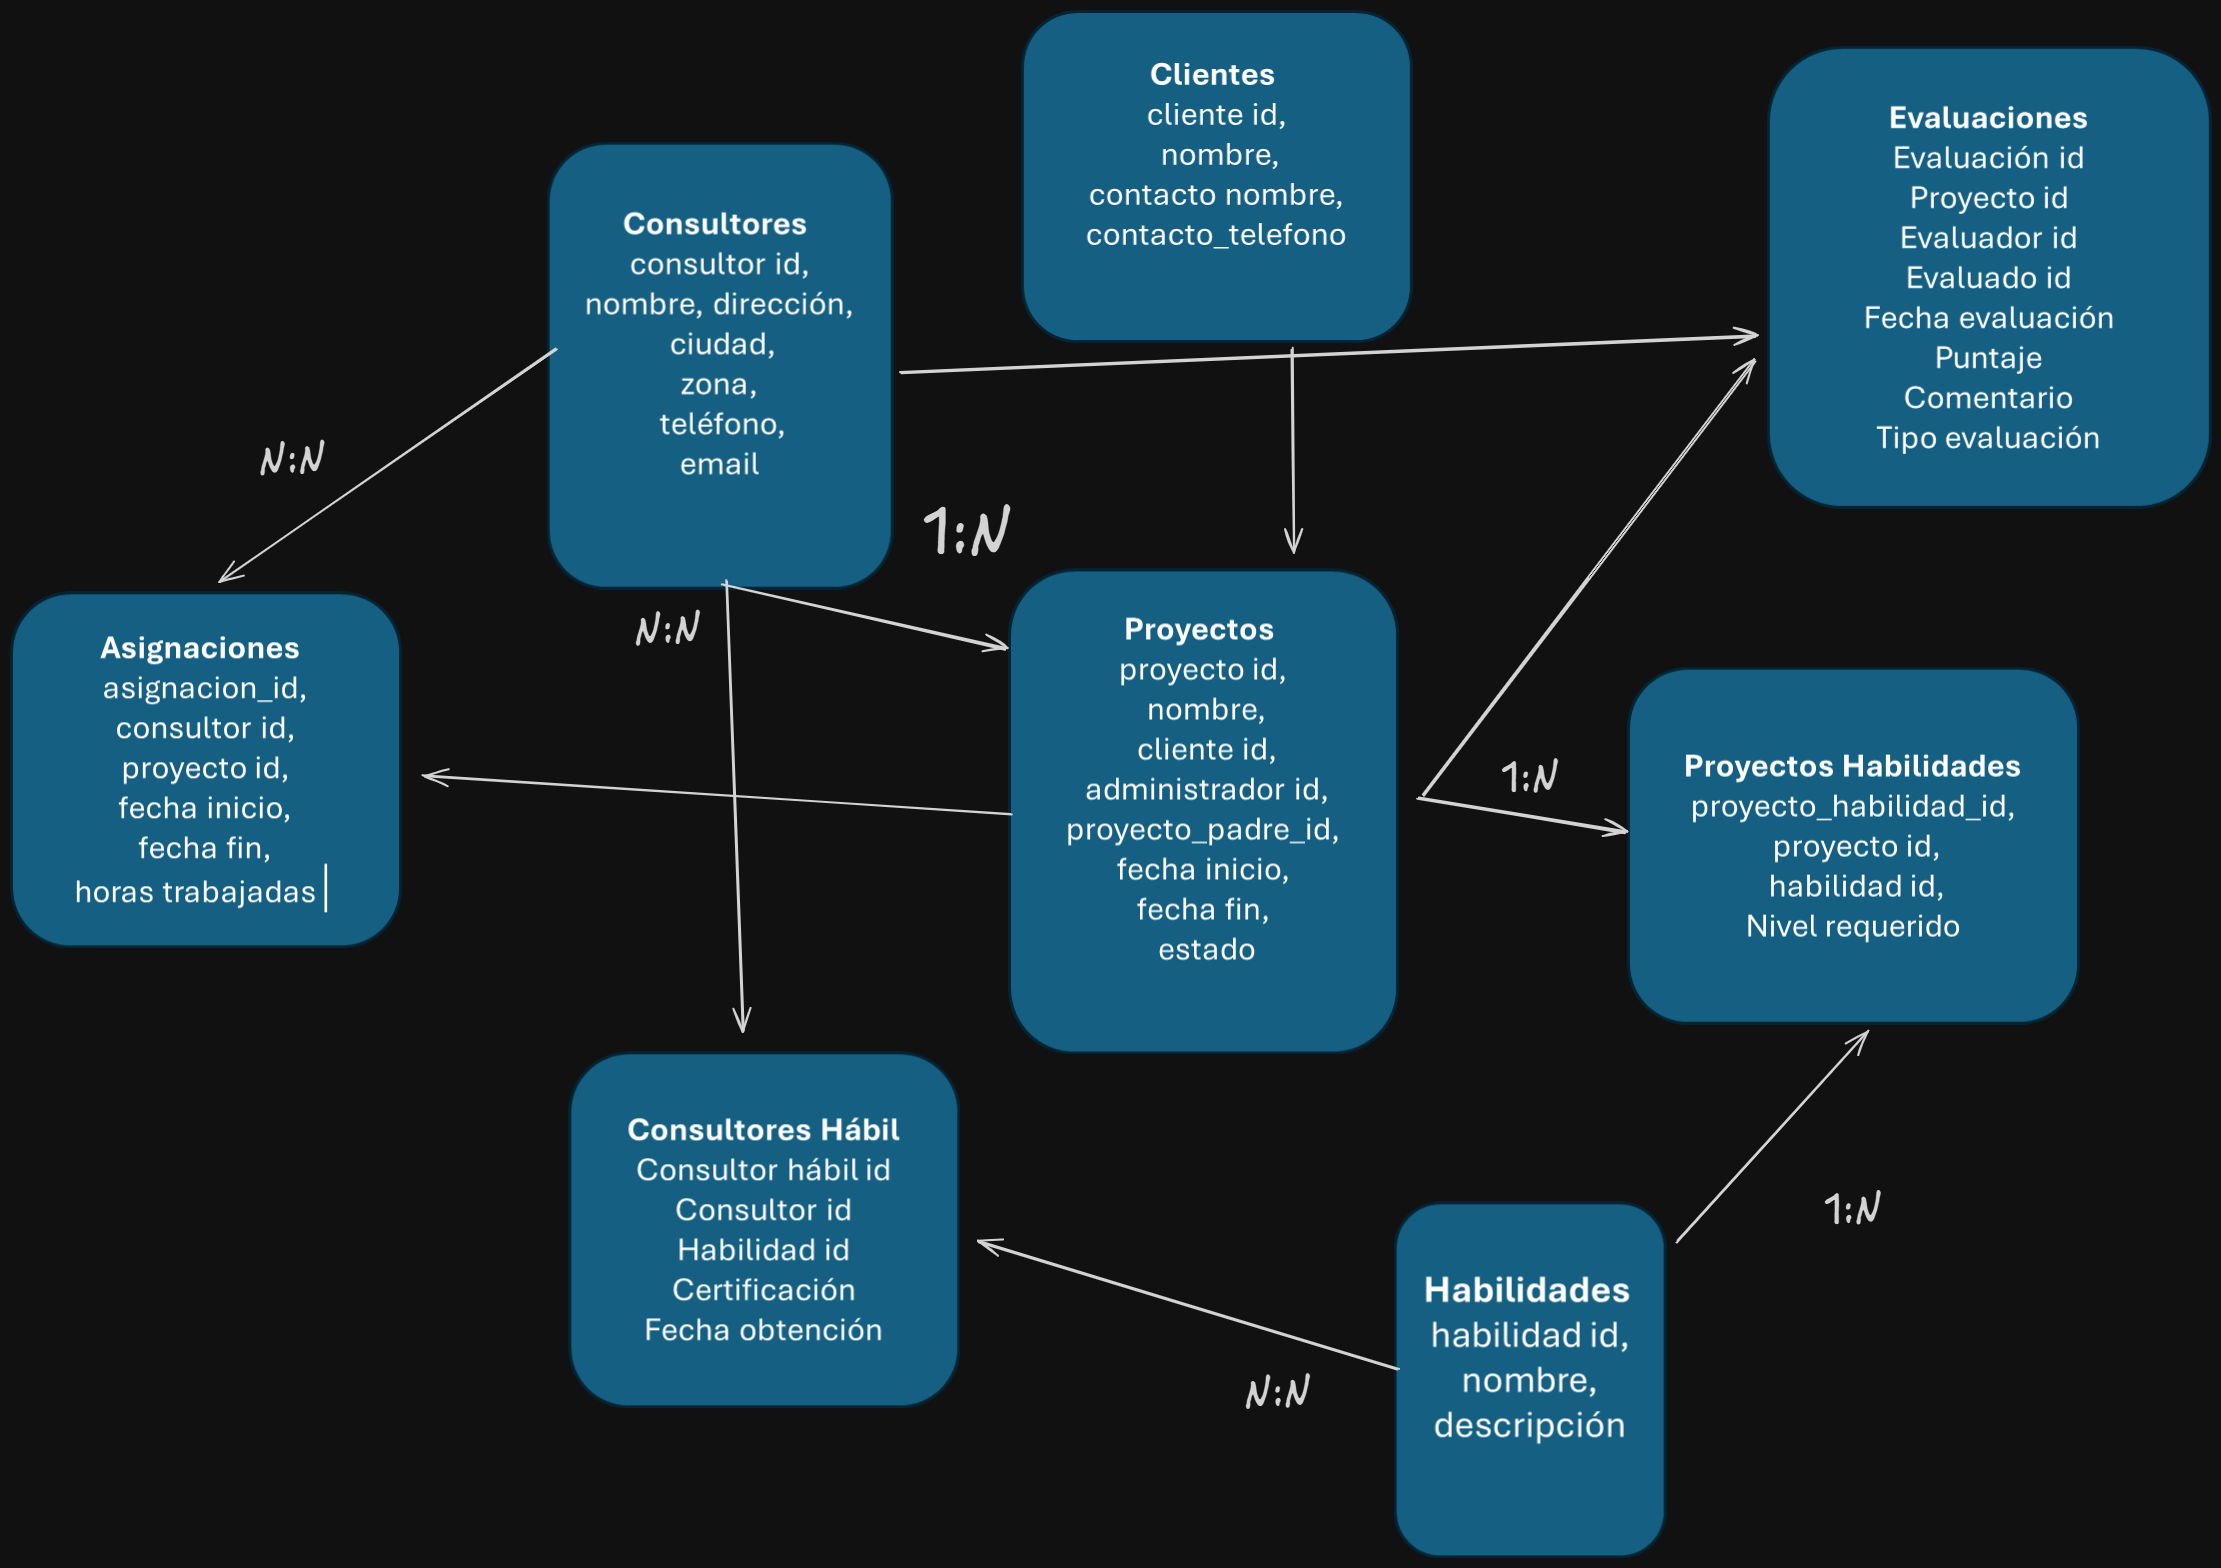 Clientes
cliente id,
nombre,
contacto nombre,
contacto_telefono
Evaluaciones
Evaluación id
Proyecto id
Evaluador id
Evaluado id
Fecha evaluación
Puntaje
Comentario
Tipo evaluación
Consultores
consultor id,
nombre, dirección,
ciudad,
zona,
teléfono,
email
N:N
1:N
N:N
Asignaciones
asignacion_id,
consultor id,
proyecto id,
fecha inicio,
fecha fin,
horas trabajadas
Proyectos
proyecto id,
nombre,
cliente id,
administrador id,
proyecto_padre_id,
fecha inicio,
fecha fin,
estado
1:N
Proyectos Habilidades
proyecto_habilidad_id,
proyecto id,
habilidad id,
Nivel requerido
Consultores Hábil
Consultor hábil id
Consultor id
Habilidad id
Certificación
Fecha obtención
1:N
N:N
Habilidades
habilidad id,
nombre,
descripción